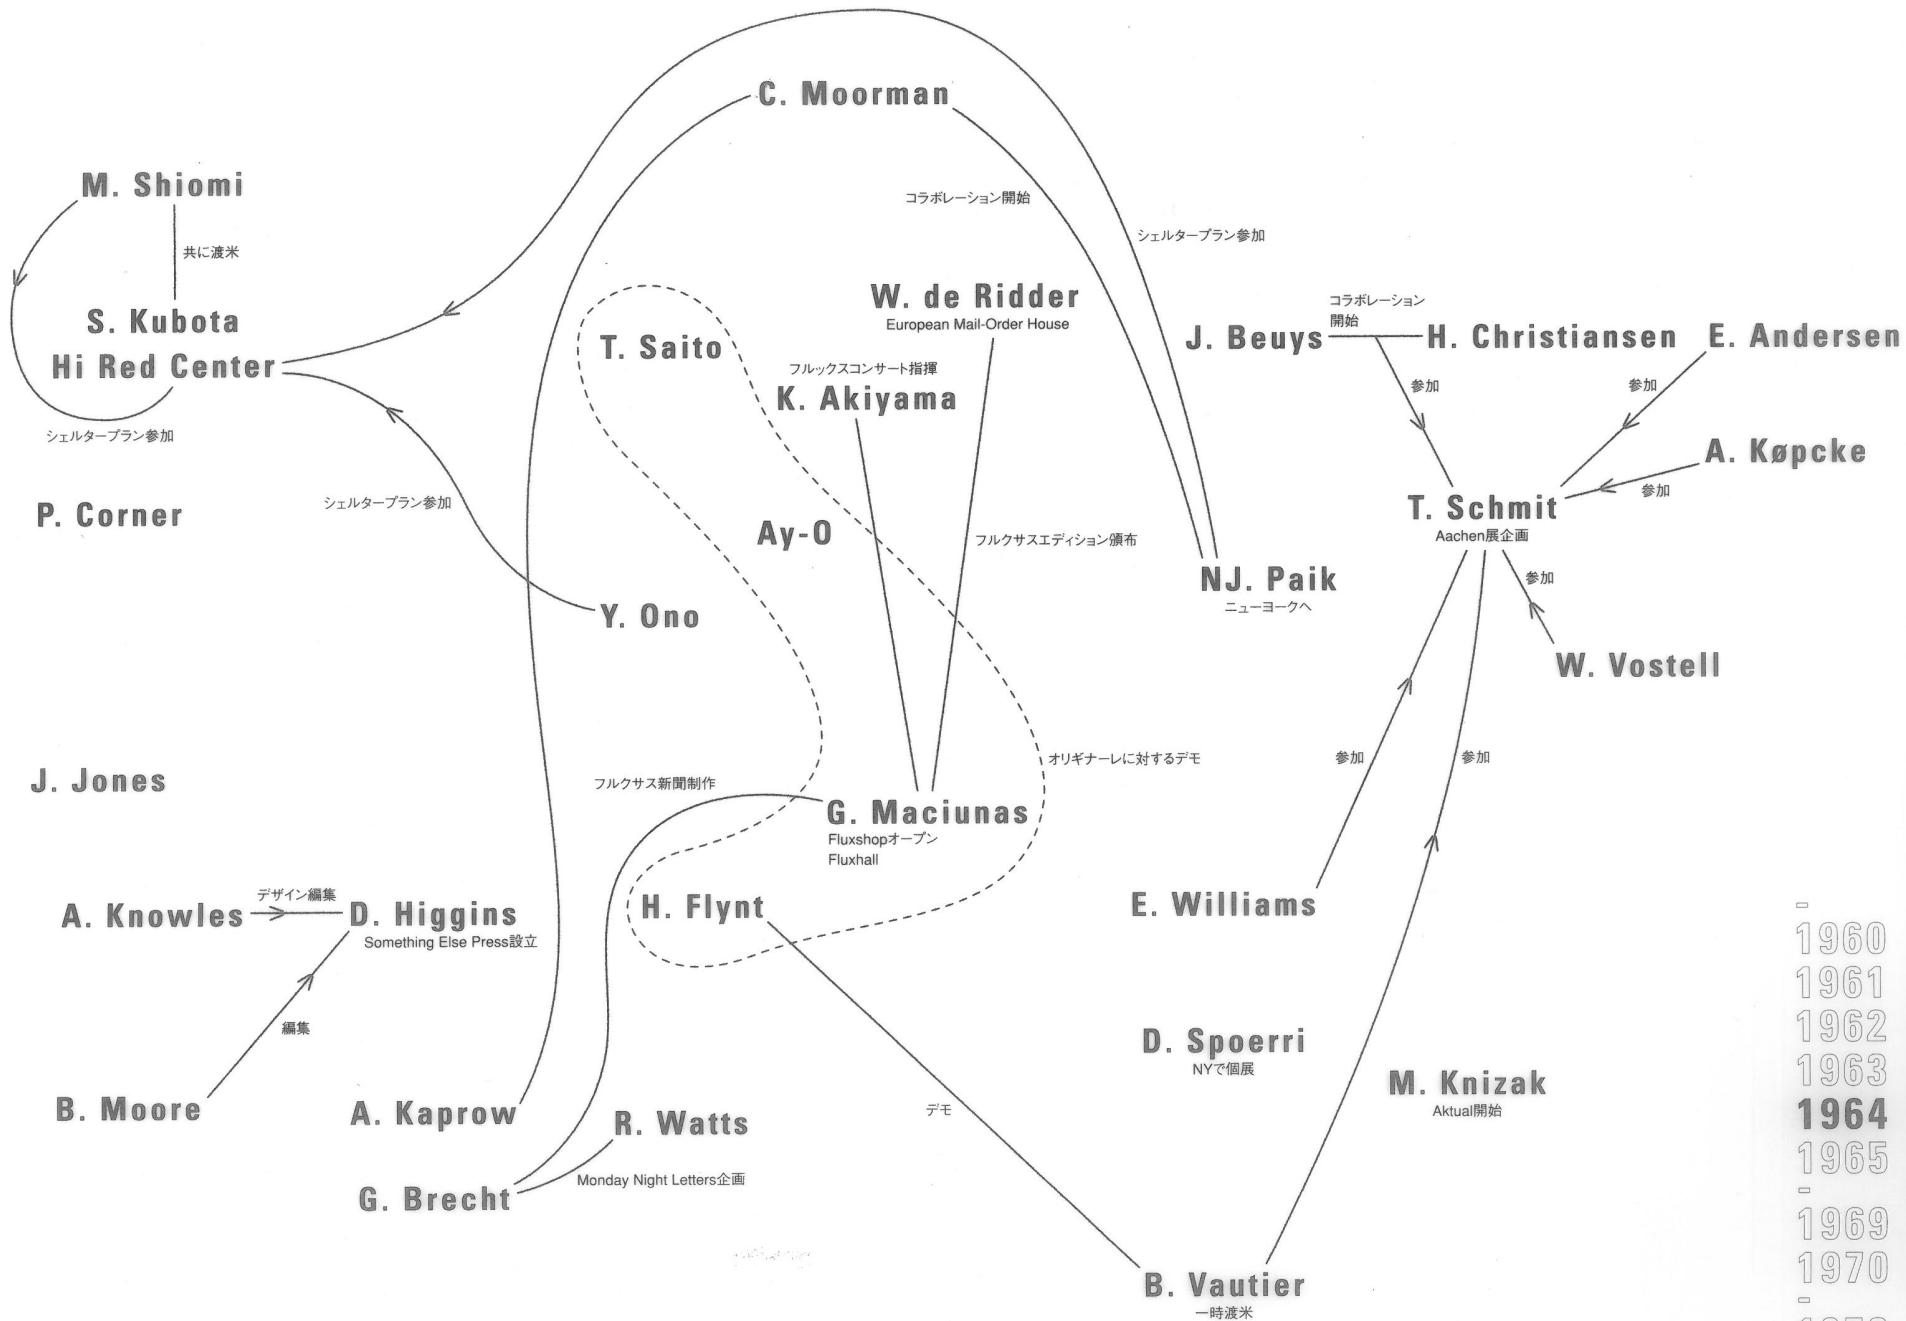 C. Moorman
M. Shiomi
コラボレーション開始
シェルタープラン参加
共に渡米
W. de Ridder
European Mail-Order House
コラボレーション
開始
S. Kubota
T. Saito
J. Beuys
H. Christiansen
E. Andersen
Hi Red Center
フルックスコンサート指揮
K. Akiyama
参加
参加
シェルタープラン参加
A. Køpcke
参加
シェルタープラン参加
P. Corner
T. Schmit
Aachen展企画
Ay-O
フルクサスエディション頒布
NJ. Paik
ニューヨークへ
参加
Y. Ono
W. Vostell
オリギナーレに対するデモ
参加
参加
J. Jones
フルクサス新聞制作
G. Maciunas
Fluxshopオープン
Fluxhall
デザイン編集
A. Knowles
D. Higgins
Something Else Press設立
H. Flynt
E. Williams
編集
D. Spoerri
NYで個展
M. Knizak
Aktual開始
B. Moore
A. Kaprow
R. Watts
デモ
Monday Night Letters企画
G. Brecht
B. Vautier
一時渡米
-
1960
1961
1962
1963
1964
1965
-
1969
1970
-